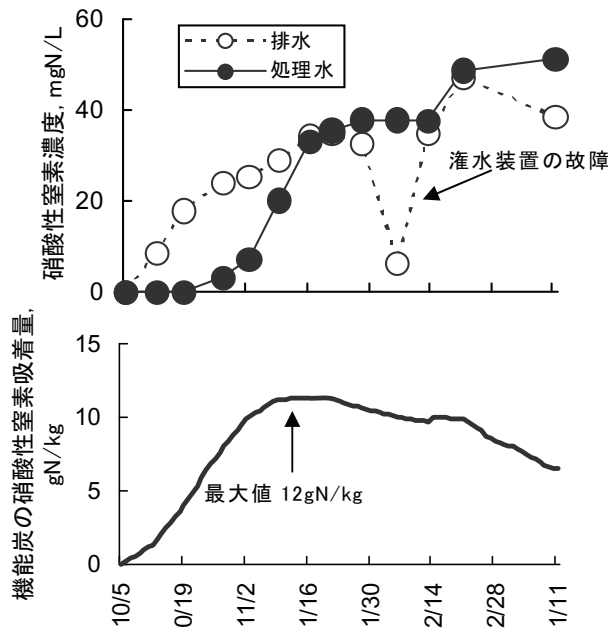 60
40
20
0
硝酸性窒素濃度, mgN/L
排水
処理水
潅水装置の故障
15
10
5
0
機能炭の硝酸性窒素吸着量,
gN/kg
最大値 12gN/kg
10/5
0/19
11/2
1/16
1/30
2/14
2/28
1/11